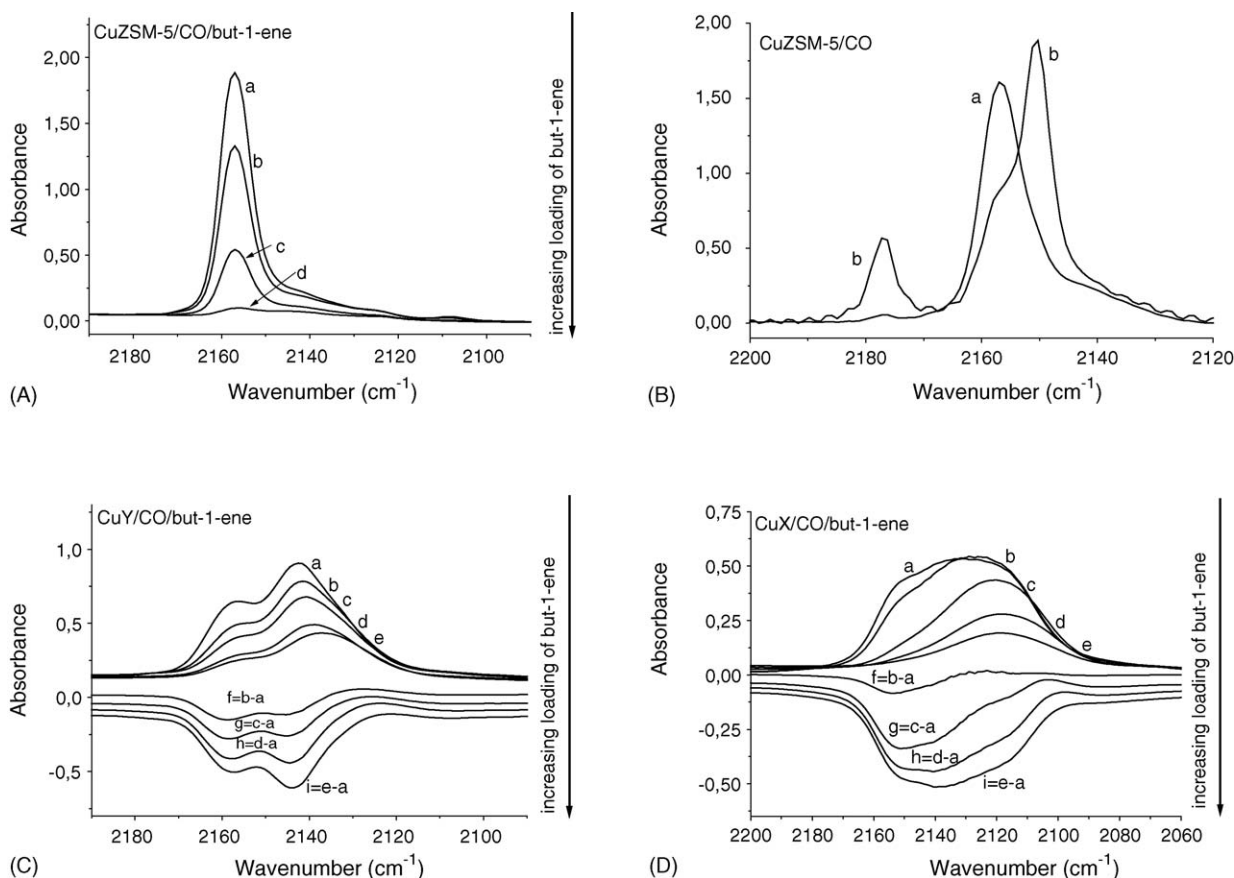 CuZSM-5/CO/but-1-ene
2,00
1,50
1,00
0,50
0,00
Absorbance
a
b
c
d
2180 2160 2140 2120 2100
Wavenumber (cm-1)
increasing loading of but-1-ene
(A)
CuZSM-5/CO
2,00
1,50
1,00
0,50
0,00
Absorbance
b
a
b
2200 2180 2160 2140 2120
Wavenumber (cm-1)
(B)
CuY/CO/but-1-ene
1,0
0,5
0,0
-0,5
Absorbance
a
b
c
d
e
f=b-a
g=c-a
h=d-a
i=e-a
2180 2160 2140 2120 2100
Wavenumber (cm-1)
increasing loading of but-1-ene
(C)
CuX/CO/but-1-ene
0,75
0,50
0,25
0,00
-0,25
-0,50
Absorbance
a
b
c
d
e
f=b-a
g=c-a
h=d-a
i=e-a
2200 2180 2160 2140 2120 2100 2080 2060
Wavenumber (cm-1)
increasing loading of but-1-ene
(D)